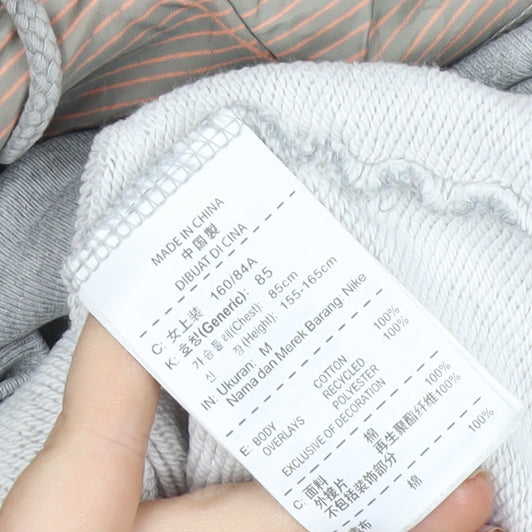 MADE IN CHINA
中国製
DIBUAT DI CINA
C: 女上装 160/84A
K: 호칭(Generic): 85
가슴둘레(Chest): 85cm
신 장(Height): 155-165cm
IN: Ukuran: M
Nama dan Merek Barang: Nike
E: BODY COTTON 100%
OVERLAYS RECYCLED 100%
POLYESTER
EXCLUSIVE OF DECORATION
C: 面料 棉 100%
外接片 再生聚酯纤维 100%
不包括装饰部分
棉 100%